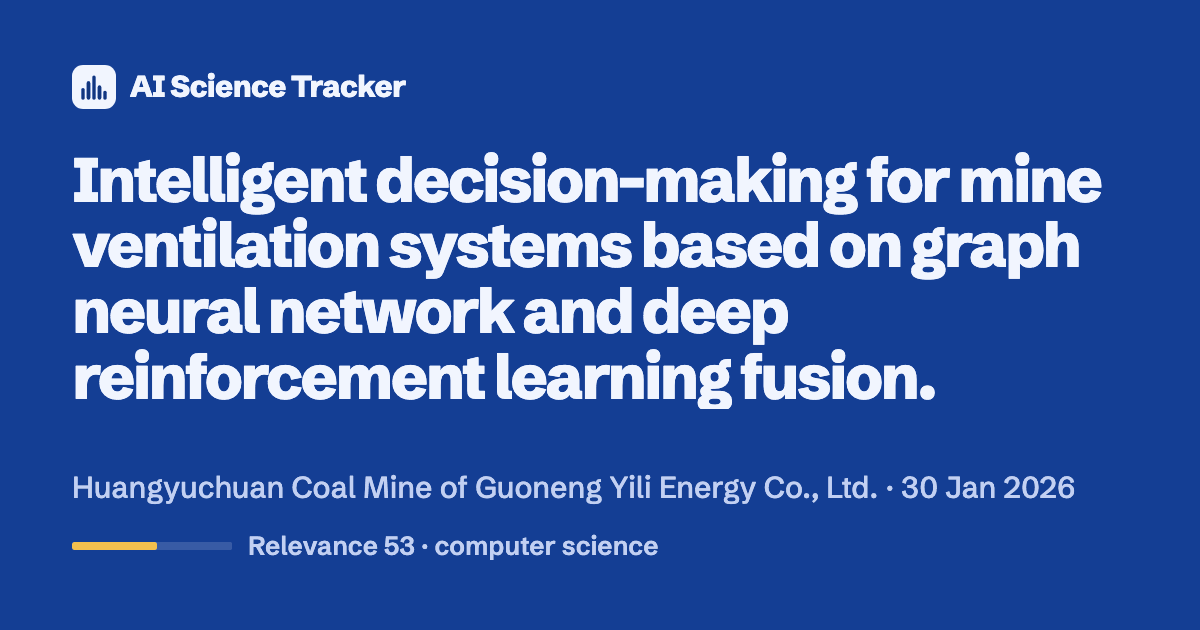 AI Science Tracker
Intelligent decision-making for mine
ventilation systems based on graph
neural network and deep
reinforcement learning fusion.
Huangyuchuan Coal Mine of Guoneng Yili Energy Co., Ltd. · 30 Jan 2026
Relevance 53 · computer science